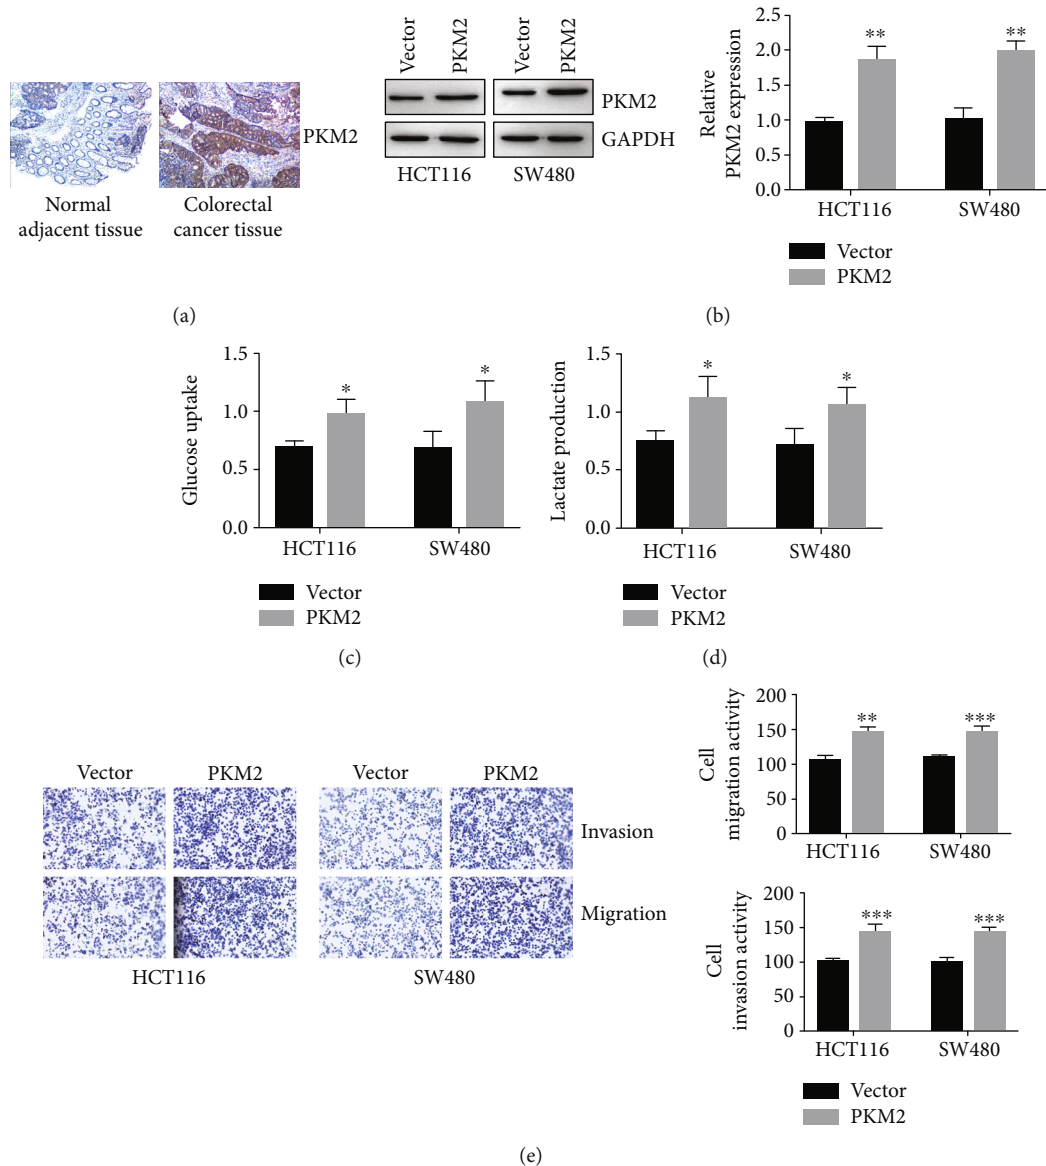 PKM2
Normal
adjacent tissue
Colorectal
cancer tissue
(a)
Vector
PKM2
Vector
PKM2
PKM2
GAPDH
HCT116
SW480
Relative
PKM2 expression
2.5
2.0
1.5
1.0
0.5
0.0
**
**
HCT116
SW480
Vector
PKM2
(b)
Glucose uptake
1.5
1.0
0.5
0.0
*
*
HCT116
SW480
Vector
PKM2
(c)
Lactate production
1.5
1.0
0.5
0.0
*
*
HCT116
SW480
Vector
PKM2
(d)
Vector
PKM2
Vector
PKM2
Invasion
Migration
HCT116
SW480
Cell
migration activity
200
150
100
50
0
**
***
HCT116
SW480
Cell
invasion activity
200
150
100
50
0
***
***
HCT116
SW480
Vector
PKM2
(e)